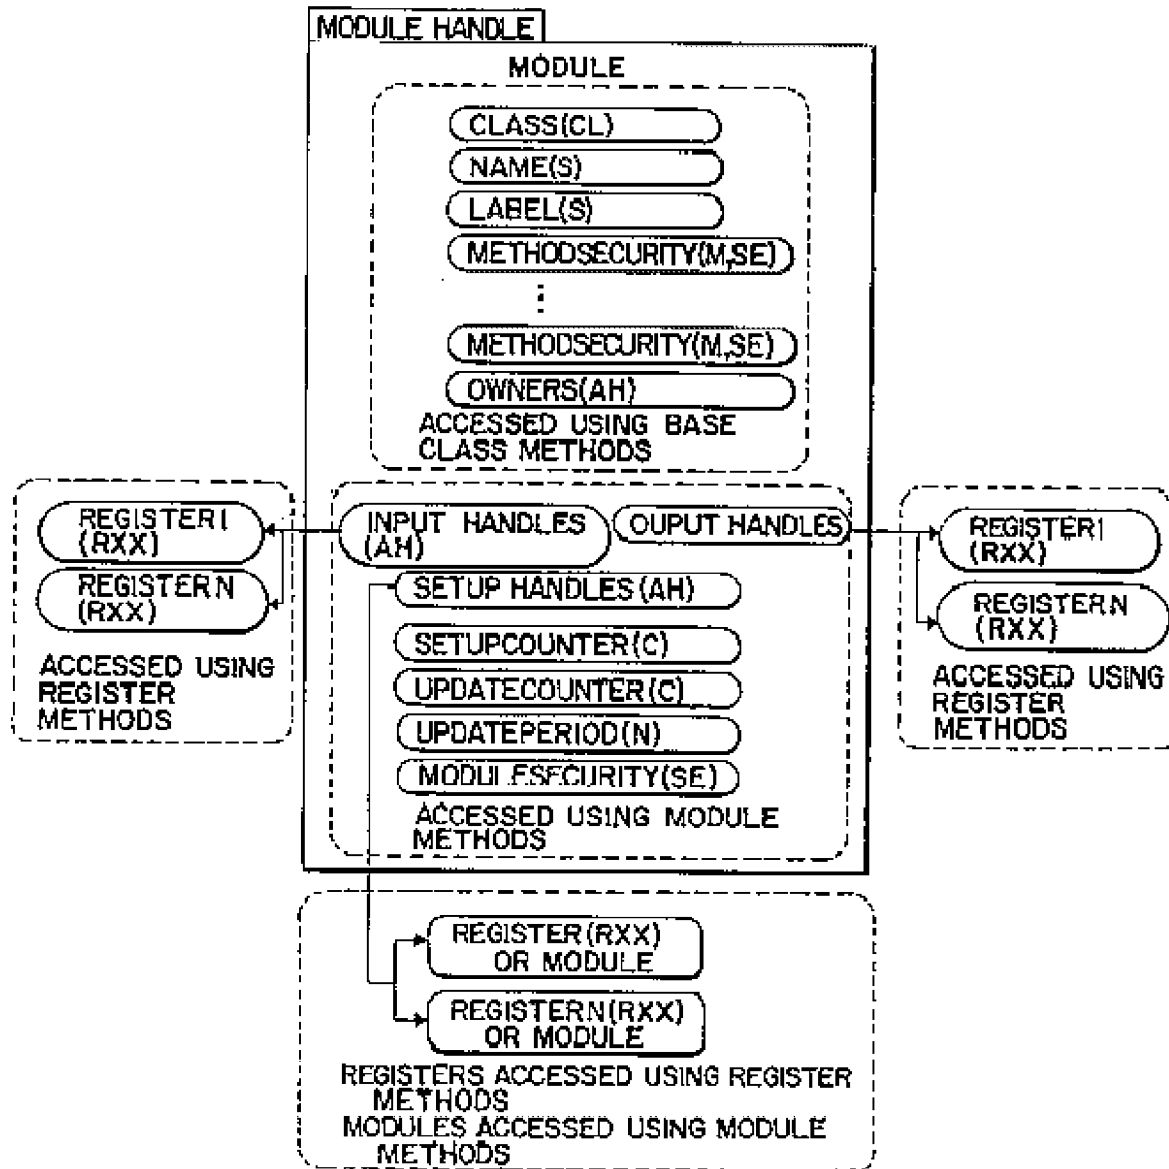 MODULE HANDLE
MODULE
CLASS(CL)
NAME(S)
LABEL(S)
METHODSECURITY(M,SE)
METHODSECURITY(M,SE)
OWNERS(AH)
ACCESSED USING BASE
CLASS METHODS
REGISTER1
(RXX)
REGISTERN
(RXX)
ACCESSED USING
REGISTER
METHODS
INPUT HANDLES
(AH)
OUPUT HANDLES
SETUP HANDLES(AH)
SETUPCOUNTER(C)
UPDATECOUNTER(C)
UPDATEPERIOD(N)
MODULESECURITY(SE)
ACCESSED USING MODULE
METHODS
REGISTER1
(RXX)
REGISTERN
(RXX)
ACCESSED USING
REGISTER
METHODS
REGISTER(RXX)
OR MODULE
REGISTERN(RXX)
OR MODULE
REGISTERS ACCESSED USING REGISTER
METHODS
MODULES ACCESSED USING MODULE
METHODS